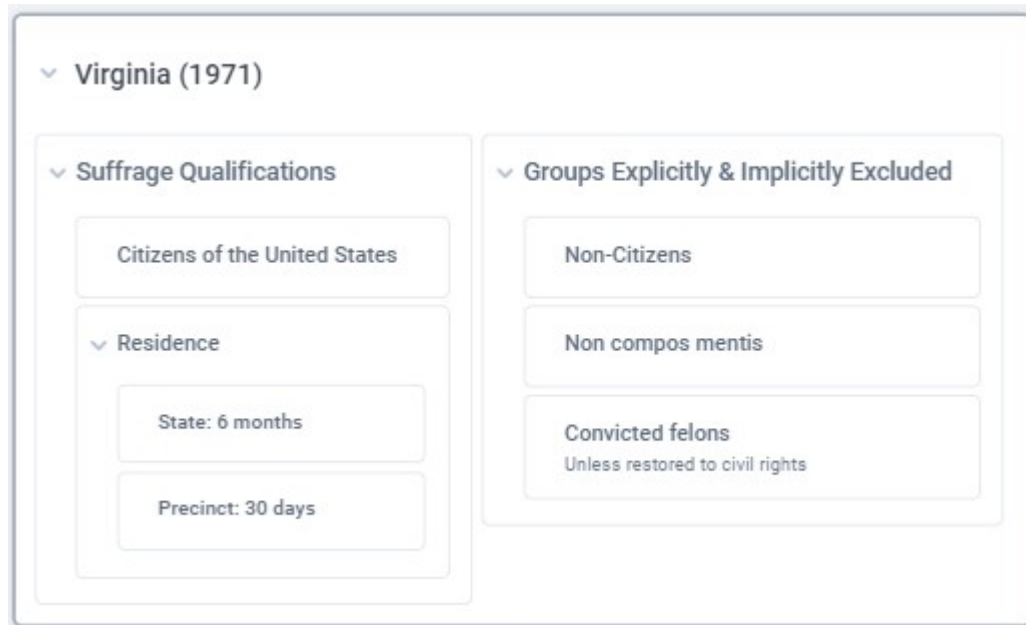 Virginia (1971)
Suffrage Qualifications
Citizens of the United States
Residence
State: 6 months
Precinct: 30 days
Groups Explicitly & Implicitly Excluded
Non-Citizens
Non compos mentis
Convicted felons
Unless restored to civil rights